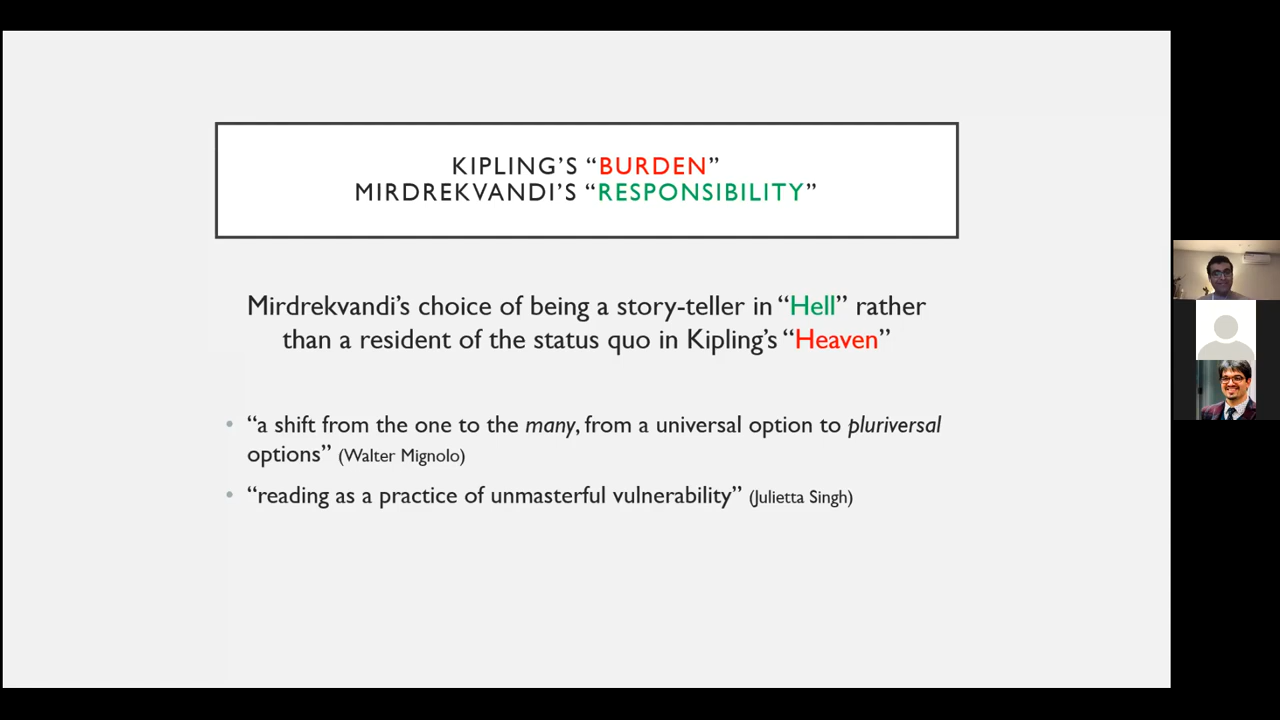 KIPLING'S “BURDEN”
MIRDREKVANDI'S “RESPONSIBILITY”
Mirdrekvandi's choice of being a story-teller in “Hell” rather
than a resident of the status quo in Kipling's “Heaven”
• “a shift from the one to the many, from a universal option to pluriversal
options” (Walter Mignolo)
• “reading as a practice of unmasterful vulnerability” (Julietta Singh)